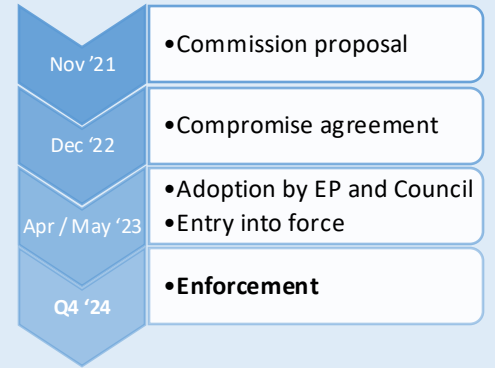 Nov ’21
•Commission proposal
Dec ’22
•Compromise agreement
Apr / May ‘23
•Adoption by EP and Council
•Entry into force
Q4 ‘24
•Enforcement